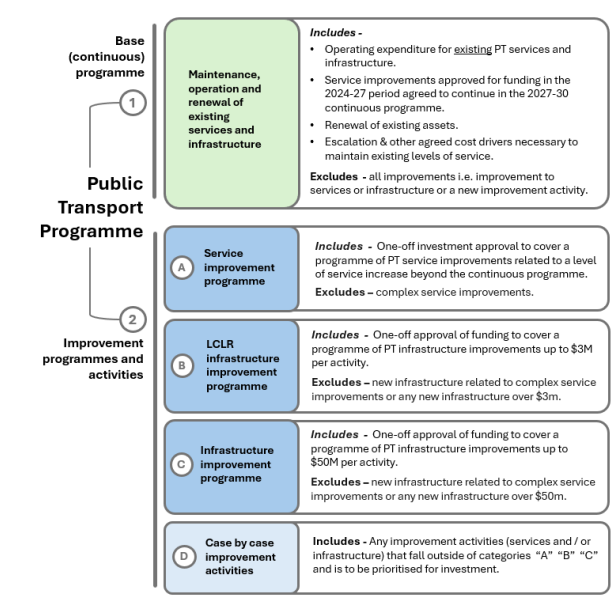 Base
(continuous)
programme
1
Public
Transport
Programme
2
Improvement
programmes and
activities
Maintenance,
operation and
renewal of
existing
services and
infrastructure
Includes -
• Operating expenditure for existing PT services and
infrastructure.
• Service improvements approved for funding in the
2024-27 period agreed to continue in the 2027-30
continuous programme.
• Renewal of existing assets.
• Escalation & other agreed cost drivers necessary to
maintain existing levels of service.
Excludes - all improvements i.e. improvement to
services or infrastructure or a new improvement activity.
A
Service
improvement
programme
Includes - One-off investment approval to cover a
programme of PT service improvements related to a level
of service increase beyond the continuous programme.
Excludes – complex service improvements.
B
LCLR
infrastructure
improvement
programme
Includes - One-off approval of funding to cover a
programme of PT infrastructure improvements up to $3M
per activity.
Excludes – new infrastructure related to complex service
improvements or any new infrastructure over $3m.
C
Infrastructure
improvement
programme
Includes - One-off approval of funding to cover a
programme of PT infrastructure improvements up to
$50M per activity.
Excludes – new infrastructure related to complex service
improvements or any new infrastructure over $50m.
D
Case by case
improvement
activities
Includes - Any improvement activities (services and / or
infrastructure) that fall outside of categories “A” “B” “C”
and is to be prioritised for investment.